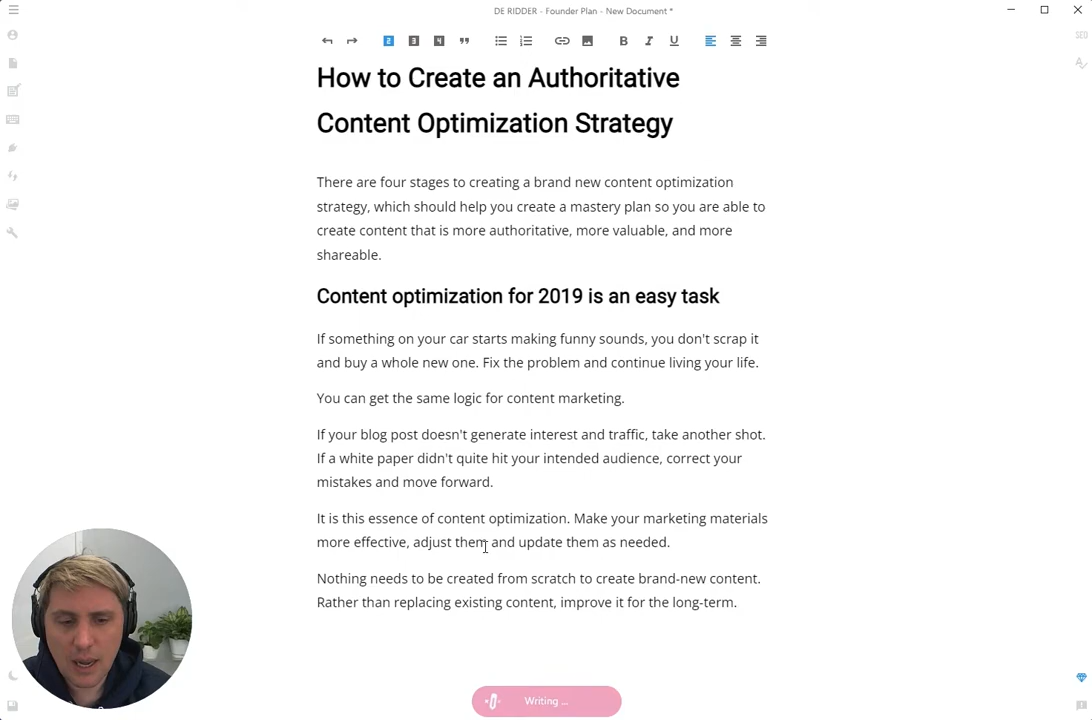 DE RIDDER - Founder Plan - New Document *
SEO
2 3 4
B I U
How to Create an Authoritative
Content Optimization Strategy
There are four stages to creating a brand new content optimization
strategy, which should help you create a mastery plan so you are able to
create content that is more authoritative, more valuable, and more
shareable.
Content optimization for 2019 is an easy task
If something on your car starts making funny sounds, you don't scrap it
and buy a whole new one. Fix the problem and continue living your life.
You can get the same logic for content marketing.
If your blog post doesn't generate interest and traffic, take another shot.
If a white paper didn't quite hit your intended audience, correct your
mistakes and move forward.
It is this essence of content optimization. Make your marketing materials
more effective, adjust them and update them as needed.
Nothing needs to be created from scratch to create brand-new content.
Rather than replacing existing content, improve it for the long-term.
Writing ...